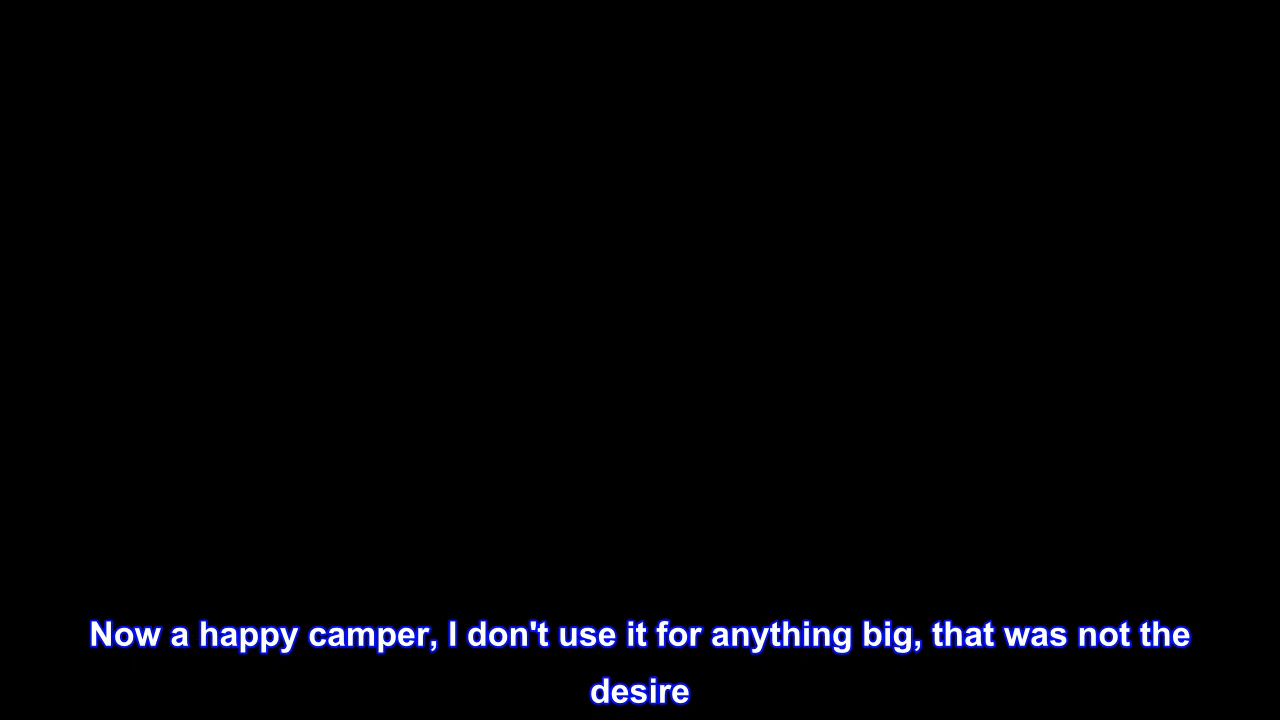 Now a happy camper, I don't use it for anything big, that was not the
desire